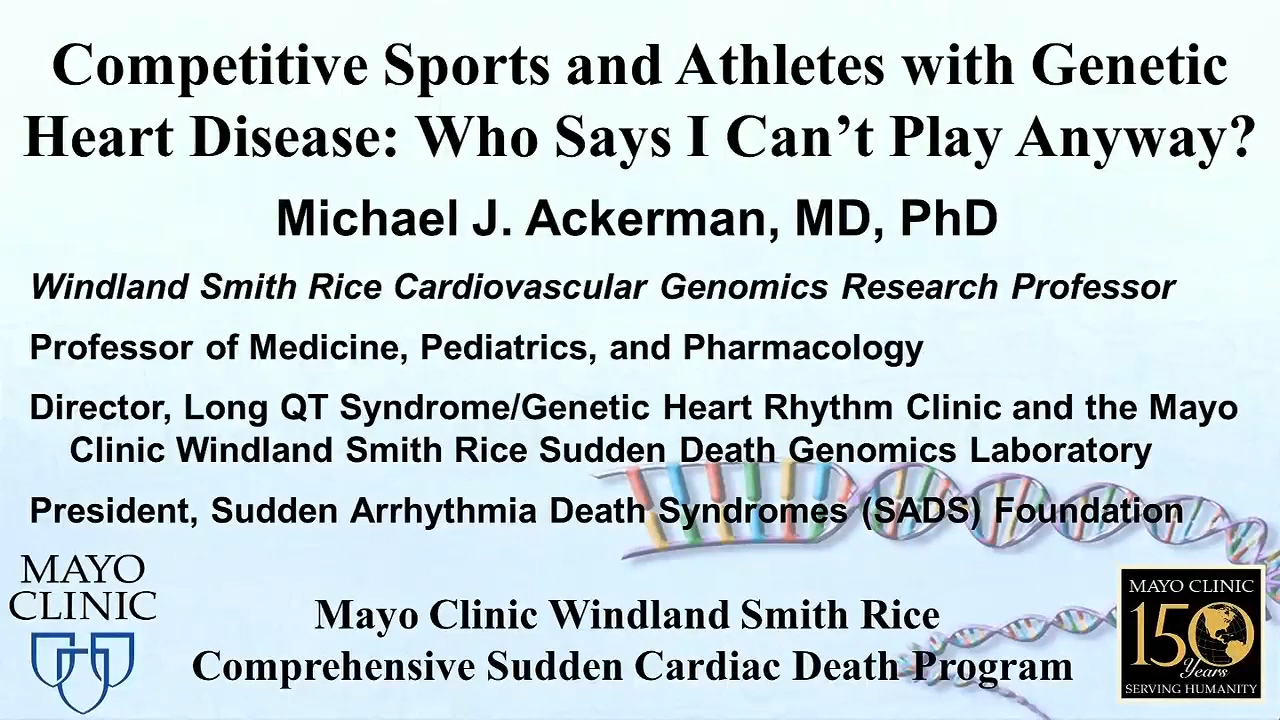 Competitive Sports and Athletes with Genetic
Heart Disease: Who Says I Can’t Play Anyway?
Michael J. Ackerman, MD, PhD
Windland Smith Rice Cardiovascular Genomics Research Professor
Professor of Medicine, Pediatrics, and Pharmacology
Director, Long QT Syndrome/Genetic Heart Rhythm Clinic and the Mayo
Clinic Windland Smith Rice Sudden Death Genomics Laboratory
President, Sudden Arrhythmia Death Syndromes (SADS) Foundation
MAYO
CLINIC
Mayo Clinic Windland Smith Rice
Comprehensive Sudden Cardiac Death Program
MAYO CLINIC
150
Years
SERVING HUMANITY